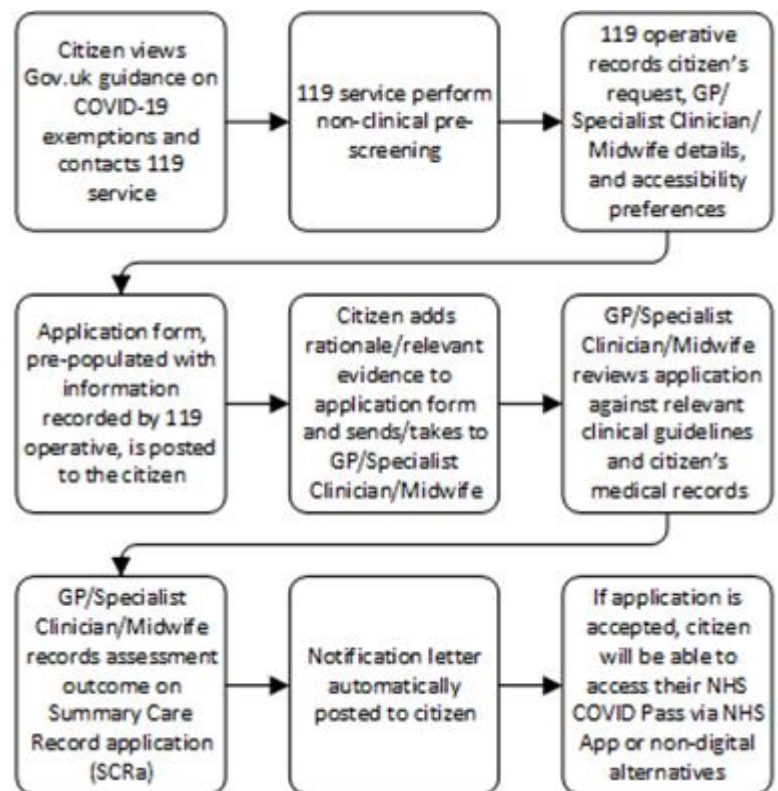 Citizen views
Gov.uk guidance on
COVID-19
exemptions and
contacts 119
service
119 service perform
non-clinical pre-
screening
119 operative
records citizen's
request, GP/
Specialist Clinician/
Midwife details,
and accessibility
preferences
Application form,
pre-populated with
information
recorded by 119
operative, is posted
to the citizen
Citizen adds
rationale/relevant
evidence to
application form
and sends/takes to
GP/Specialist
Clinician/Midwife
GP/Specialist
Clinician/Midwife
reviews application
against relevant
clinical guidelines
and citizen's
medical records
GP/Specialist
Clinician/Midwife
records assessment
outcome on
Summary Care
Record application
(SCRa)
Notification letter
automatically
posted to citizen
If application is
accepted, citizen
will be able to
access their NHS
COVID Pass via NHS
App or non-digital
alternatives